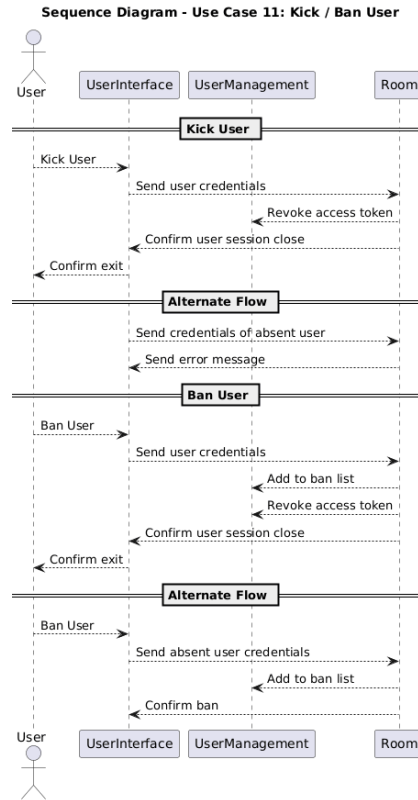 Sequence Diagram - Use Case 11: Kick / Ban User
User
UserInterface
UserManagement
Room
Kick User
Kick User
Send user credentials
Revoke access token
Confirm user session close
Confirm exit
Alternate Flow
Send credentials of absent user
Send error message
Ban User
Ban User
Send user credentials
Add to ban list
Revoke access token
Confirm user session close
Confirm exit
Alternate Flow
Ban User
Send absent user credentials
Add to ban list
Confirm ban
User
UserInterface
UserManagement
Room